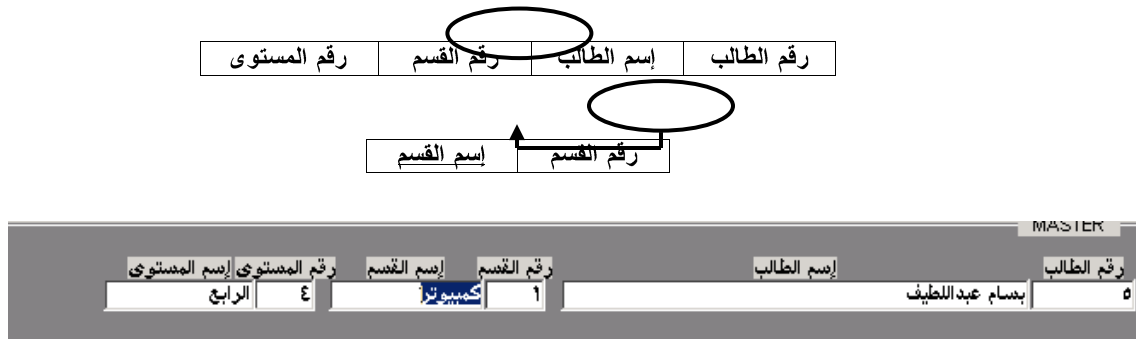 رقم الطالب إسم الطالب رقم القسم رقم المستوى
رقم القسم إسم القسم
MASTER
رقم الطالب إسم الطالب رقم القسم إسم القسم رقم المستوى إسم المستوى
٥ بسام عبداللطيف ١ كمبيوتر ٤ الرابع